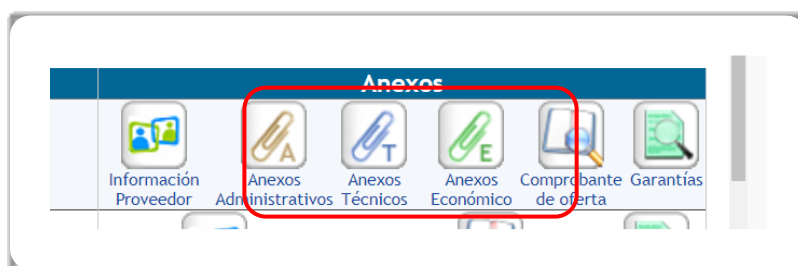 Anexos
A T E
Información Anexos Anexos Anexos Comprobante Garantías
Proveedor Administrativos Técnicos Económico de oferta